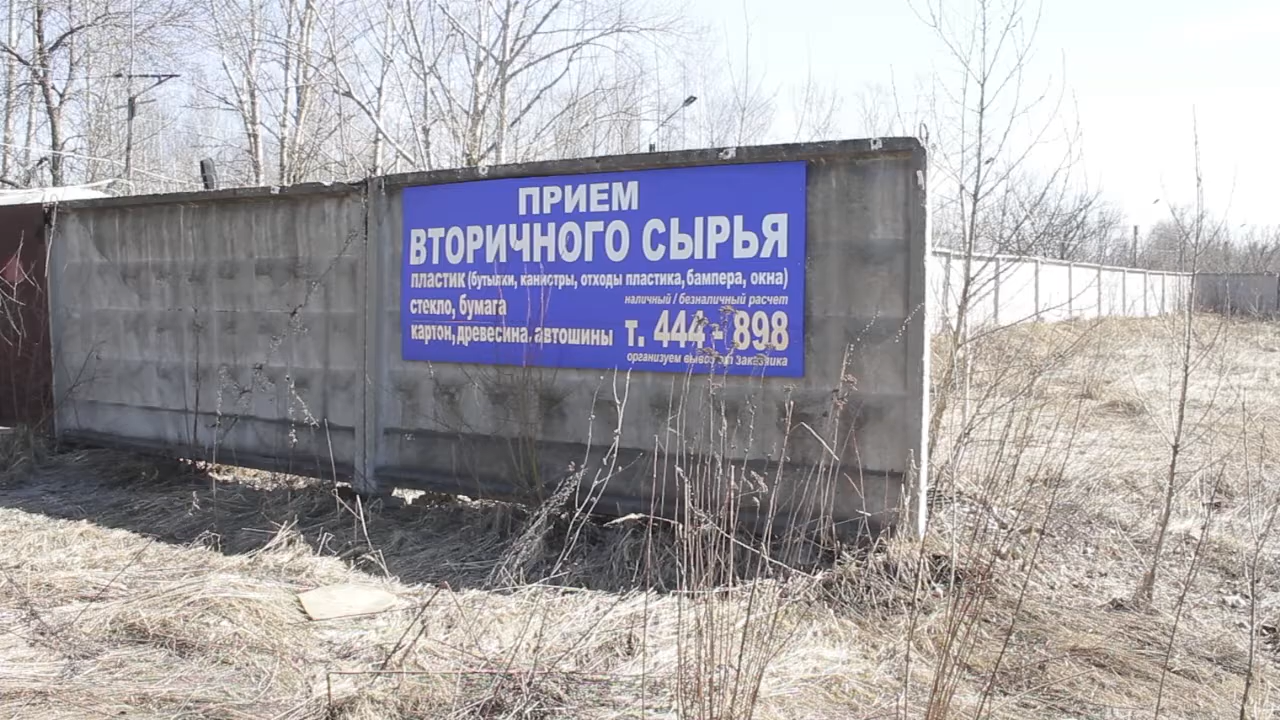 ПРИЕМ
ВТОРИЧНОГО СЫРЬЯ
пластик (бутылки, канистры, отходы пластика, бампера, окна)
стекло, бумага
картон, древесина, автошины
наличный / безналичный расчет
т. 444 - 898
организуем вывоз от заказчика